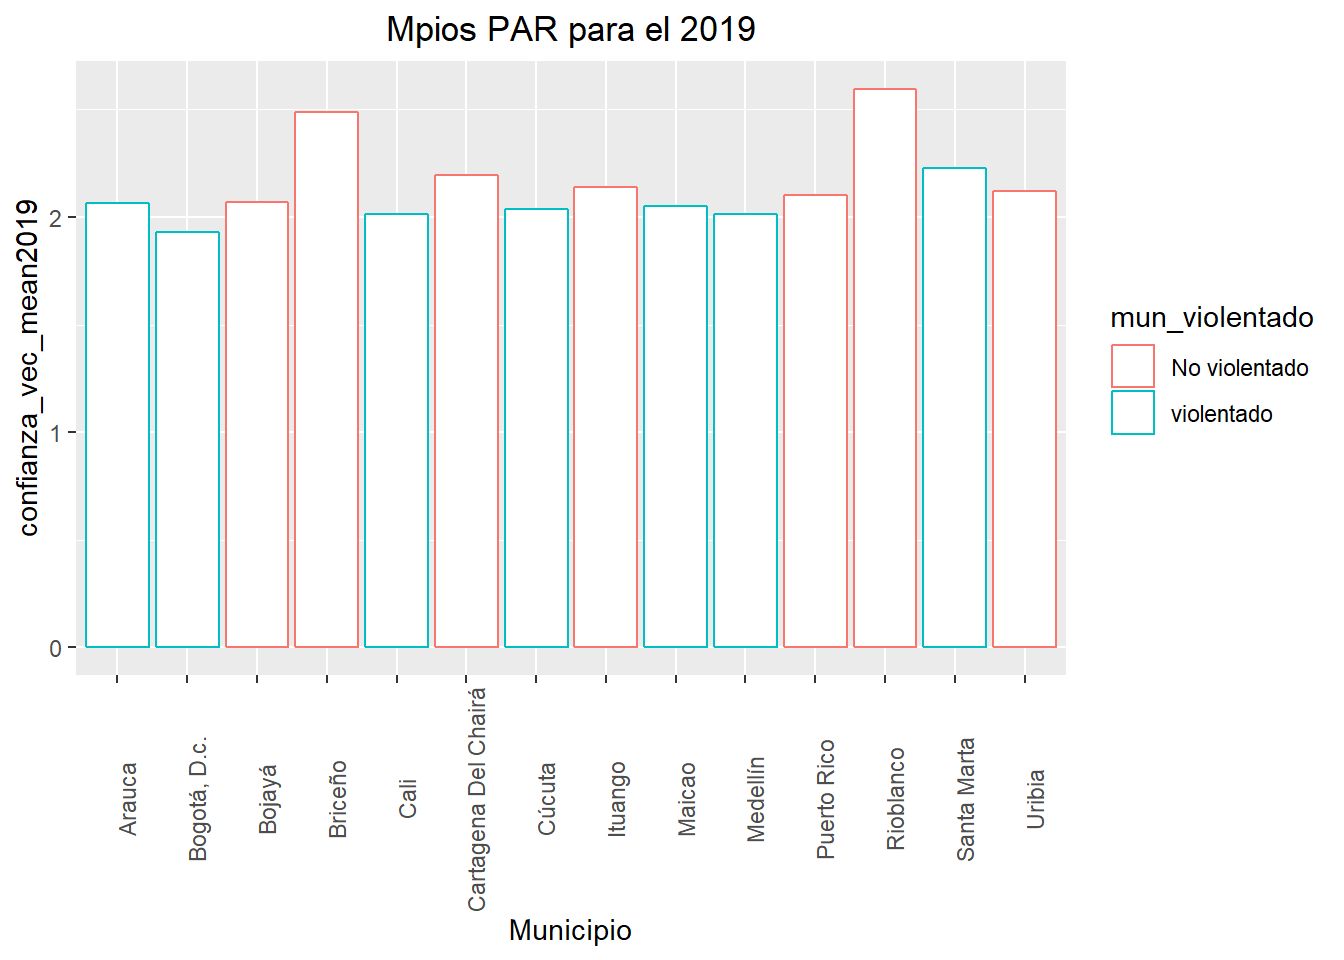 Mpios PAR para el 2019
confianza_vec_mean2019
2
1
0
Arauca
Bogotá, D.c.
Bojayá
Briceño
Cali
Cartagena Del Chairá
Cúcuta
Ituango
Maicao
Medellín
Puerto Rico
Rioblanco
Santa Marta
Uribia
Municipio
mun_violentado
No violentado
violentado